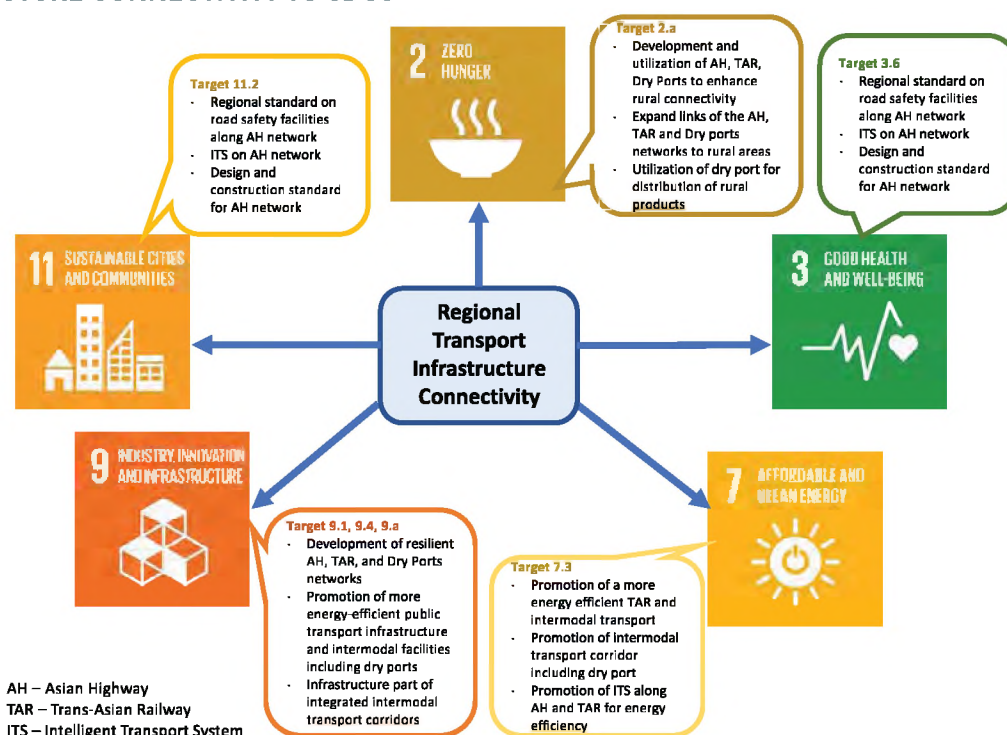 2 ZERO
HUNGER
Target 2.a
· Development and
utilization of AH, TAR,
Dry Ports to enhance
rural connectivity
· Expand links of the AH,
TAR and Dry ports
networks to rural areas
· Utilization of dry port for
distribution of rural
products
Target 11.2
· Regional standard on
road safety facilities
along AH network
· ITS on AH network
· Design and
construction standard
for AH network
Target 3.6
· Regional standard on
road safety facilities
along AH network
· ITS on AH network
· Design and
construction standard
for AH network
11 SUSTAINABLE CITIES
AND COMMUNITIES
3 GOOD HEALTH
AND WELL-BEING
Regional
Transport
Infrastructure
Connectivity
9 INDUSTRY, INNOVATION
AND INFRASTRUCTURE
7 AFFORDABLE AND
CLEAN ENERGY
Target 9.1, 9.4, 9.a
· Development of resilient
AH, TAR, and Dry Ports
networks
· Promotion of more
energy-efficient public
transport infrastructure
and intermodal facilities
including dry ports
· Infrastructure part of
integrated intermodal
transport corridors
Target 7.3
· Promotion of a more
energy efficient TAR and
intermodal transport
· Promotion of intermodal
transport corridor
including dry port
· Promotion of ITS along
AH and TAR for energy
efficiency
AH – Asian Highway
TAR – Trans-Asian Railway
ITS – Intelligent Transport System